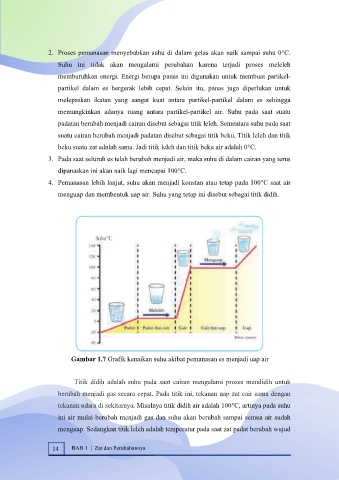 2. Proses pemanasan menyebabkan suhu di dalam gelas akan naik sampai suhu 0°C.
Suhu ini tidak akan mengalami perubahan karena terjadi proses meleleh
membutuhkan energi. Energi berupa panas ini digunakan untuk membuat partikel-
partikel dalam es bergerak lebih cepat. Selain itu, panas juga diperlukan untuk
melepaskan ikatan yang sangat kuat antara partikel-partikel dalam es sehingga
memungkinkan adanya ruang antara partikel-partikel air. Suhu pada saat suatu
padatan berubah menjadi cairan disebut sebagai titik leleh. Sementara suhu pada saat
suatu cairan berubah menjadi padatan disebut sebagai titik beku. Titik leleh dan titik
beku suatu zat adalah sama. Jadi titik leleh dan titik beku air adalah 0°C.
3. Pada saat seluruh es telah berubah menjadi air, maka suhu di dalam cairan yang terus
dipanaskan ini akan naik lagi mencapai 100°C.
4. Pemanasan lebih lanjut, suhu akan menjadi konstan atau tetap pada 100°C saat air
menguap dan membentuk uap air. Suhu yang tetap ini disebut sebagai titik didih.
Suhu°C
140
120
100
80
60
40
20
0
-20
-40
Menguap
Meleleh
Padat
Padat dan cair
Cair
Cair dan uap
Uap
Gambar 1.7 Grafik kenaikan suhu akibat pemanasan es menjadi uap air
Titik didih adalah suhu pada saat cairan mengalami proses mendidih untuk
berubah menjadi gas secara cepat. Pada titik ini, tekanan uap zat cair sama dengan
tekanan udara di sekitarnya. Misalnya titik didih air adalah 100°C, artinya pada suhu
ini air mulai berubah menjadi gas dan suhu akan berubah sampai semua air sudah
menguap. Sedangkan titik leleh adalah temperatur pada saat zat padat berubah wujud
14 BAB 1 | Zat dan Perubahannya